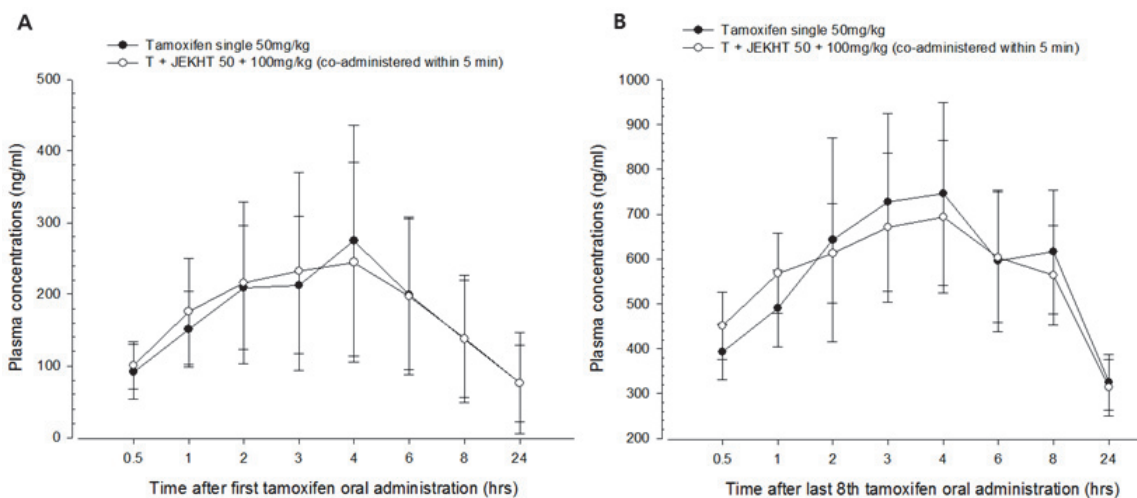 A
Tamoxifen single 50mg/kg
T + JEKHT 50 + 100mg/kg (co-administered within 5 min)
500
400
300
200
100
0
Plasma concentrations (ng/ml)
0.5 1 2 3 4 6 8 24
Time after first tamoxifen oral administration (hrs)
B
Tamoxifen single 50mg/kg
T + JEKHT 50 + 100mg/kg (co-administered within 5 min)
1000
900
800
700
600
500
400
300
200
Plasma concentrations (ng/ml)
0.5 1 2 3 4 6 8 24
Time after last 8th tamoxifen oral administration (hrs)